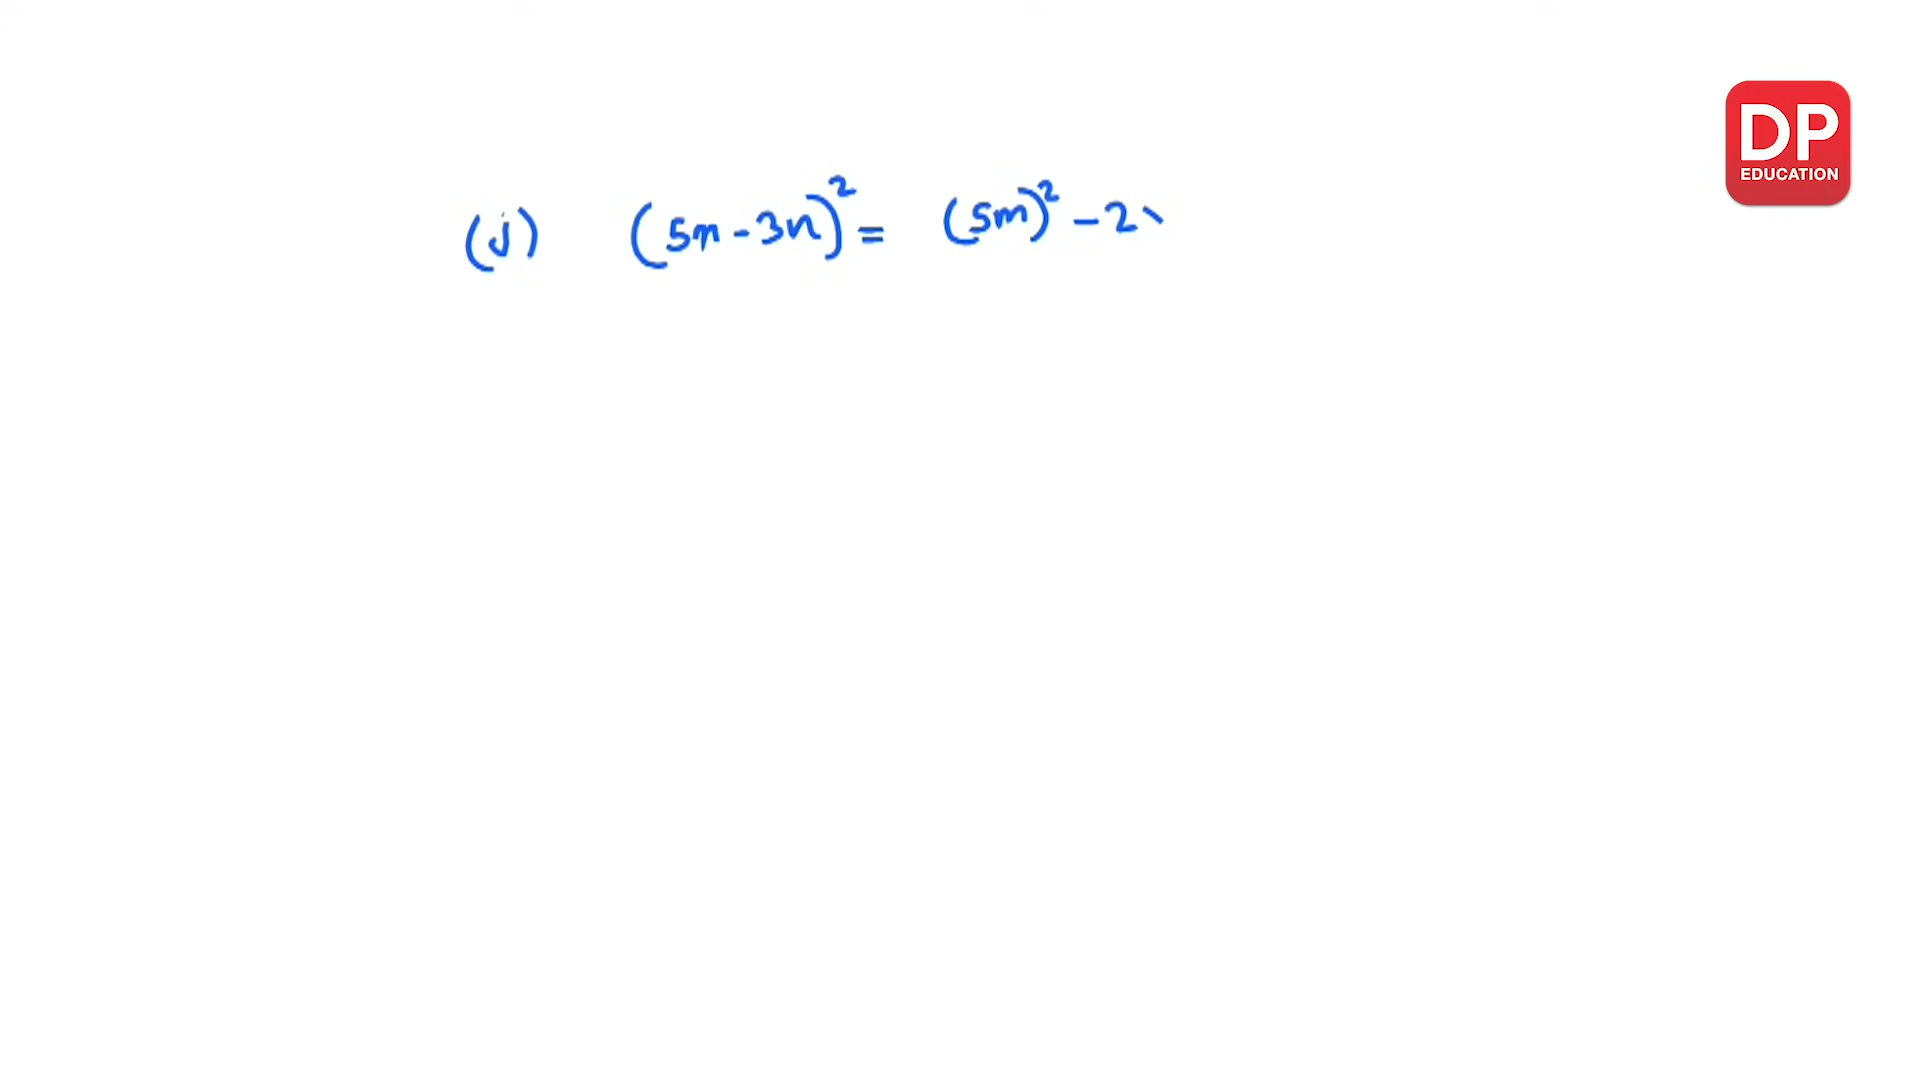 DP
EDUCATION
(j) (5m - 3n)² = (5m)² - 2